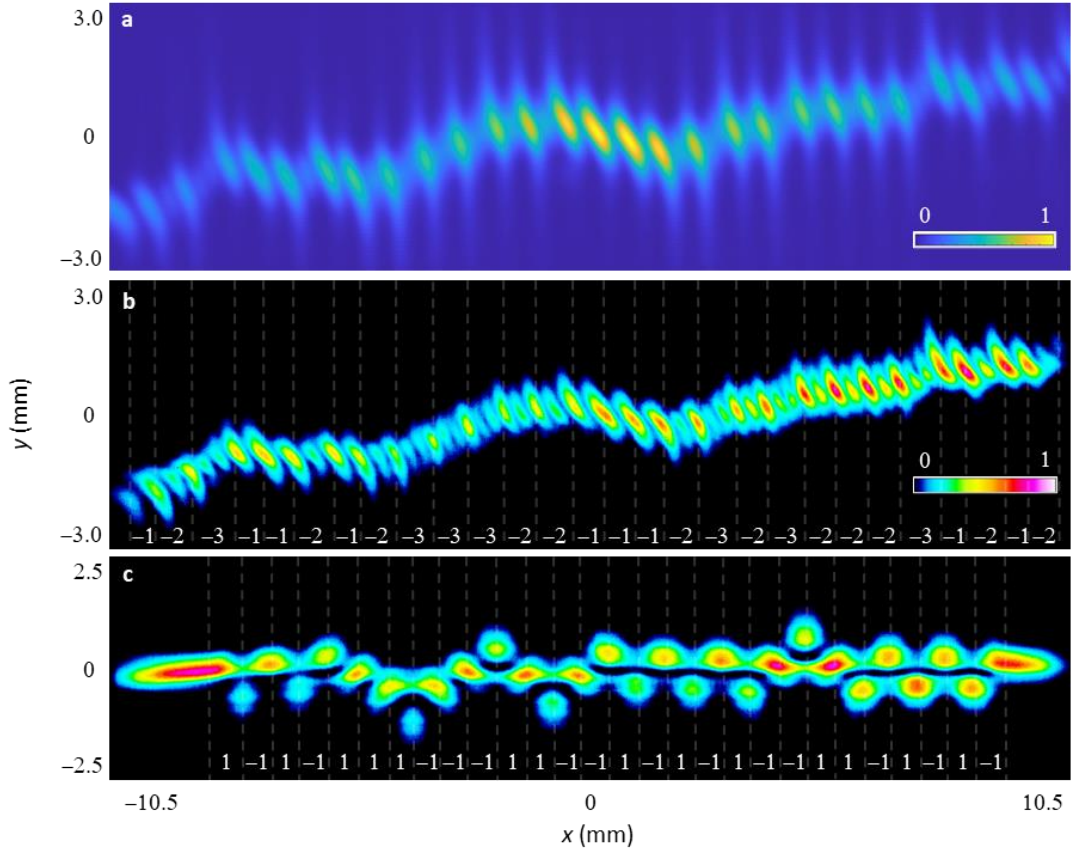 3.0
a
0
0 1
–3.0
3.0
b
y (mm)
0
0 1
–3.0
–1 –2 –3 –1 –1 –2 –1 –2 –3 –3 –3 –2 –2 –1 –1 –1 –2 –3 –2 –3 –2 –2 –2 –3 –1 –2 –1 –2
2.5
c
0
–2.5
1 –1 1 –1 1 1 1 –1 –1 –1 1 1 –1 –1 1 –1 1 –1 1 –1 –1 1 1 –1 1 –1 1 –1
–10.5 0 10.5
x (mm)